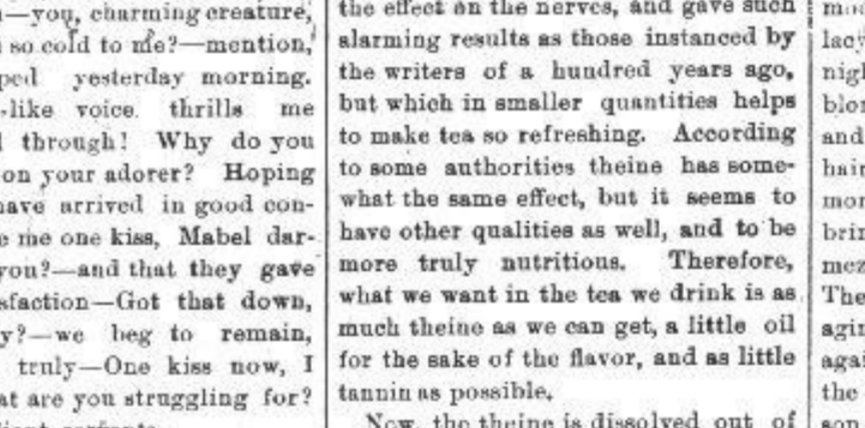 —you, charming creature,
so cold to me?—mention,
yesterday morning.
-like voice. thrills me
through! Why do you
on your adorer? Hoping
have arrived in good con-
me one kiss, Mabel dar-
you?—and that they gave
—Got that down,
—we beg to remain,
truly—One kiss now, I
are you struggling for?
the effect on the nerves, and gave such
alarming results as those instanced by
the writers of a hundred years ago,
but which in smaller quantities helps
to make tea so refreshing. According
to some authorities theine has some-
what the same effect, but it seems to
have other qualities as well, and to be
more truly nutritious. Therefore,
what we want in the tea we drink is as
much theine as we can get, a little oil
for the sake of the flavor, and as little
tannin as possible.
Now, the theine is dissolved out of
and
the